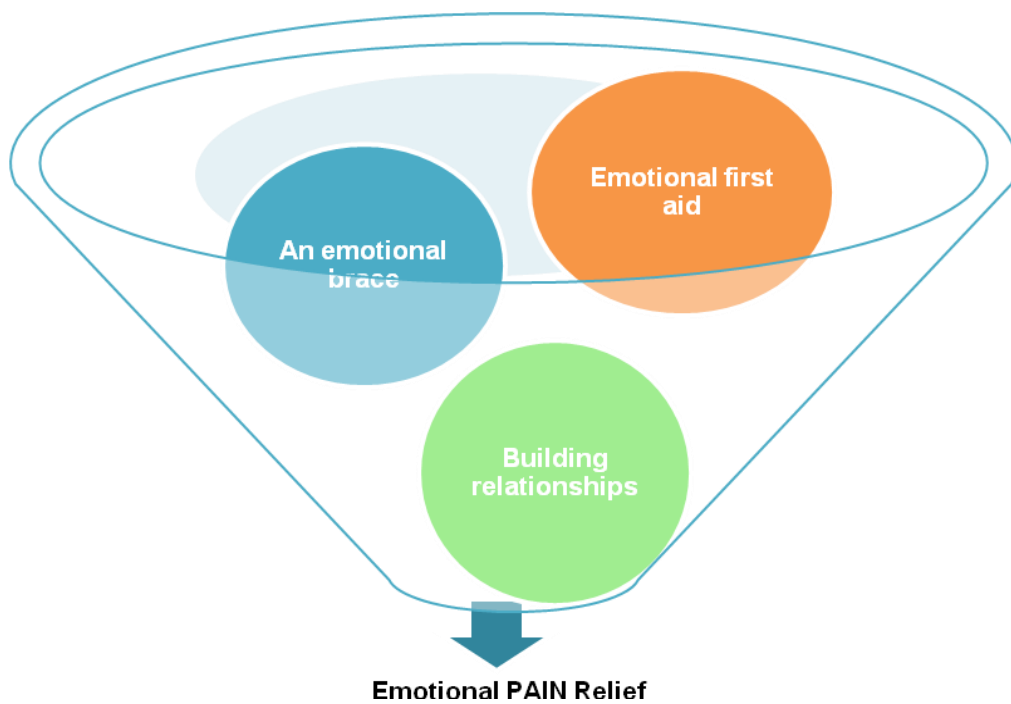 Emotional first
aid
An emotional
brace
Building
relationships
Emotional PAIN Relief